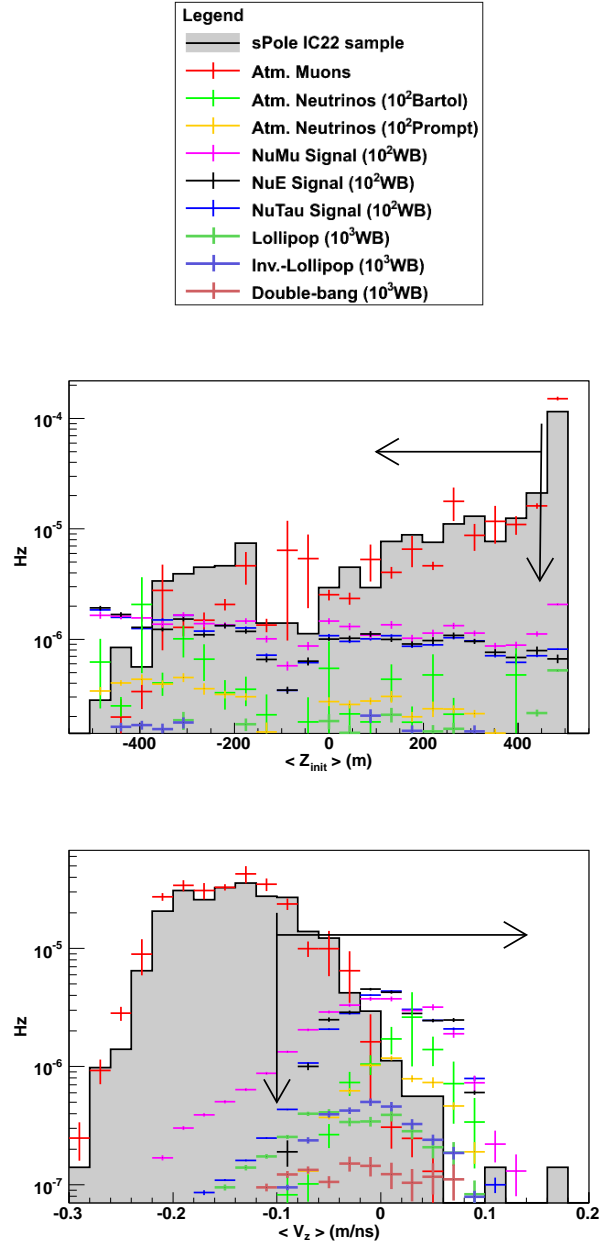 Legend
sPole IC22 sample
Atm. Muons
Atm. Neutrinos (10²Bartol)
Atm. Neutrinos (10²Prompt)
NuMu Signal (10²WB)
NuE Signal (10²WB)
NuTau Signal (10²WB)
Lollipop (10³WB)
Inv.-Lollipop (10³WB)
Double-bang (10³WB)
Hz
10⁻⁴
10⁻⁵
10⁻⁶
-400 -200 0 200 400
< Z_init > (m)
Hz
10⁻⁵
10⁻⁶
10⁻⁷
-0.3 -0.2 -0.1 0 0.1 0.2
< V_z > (m/ns)